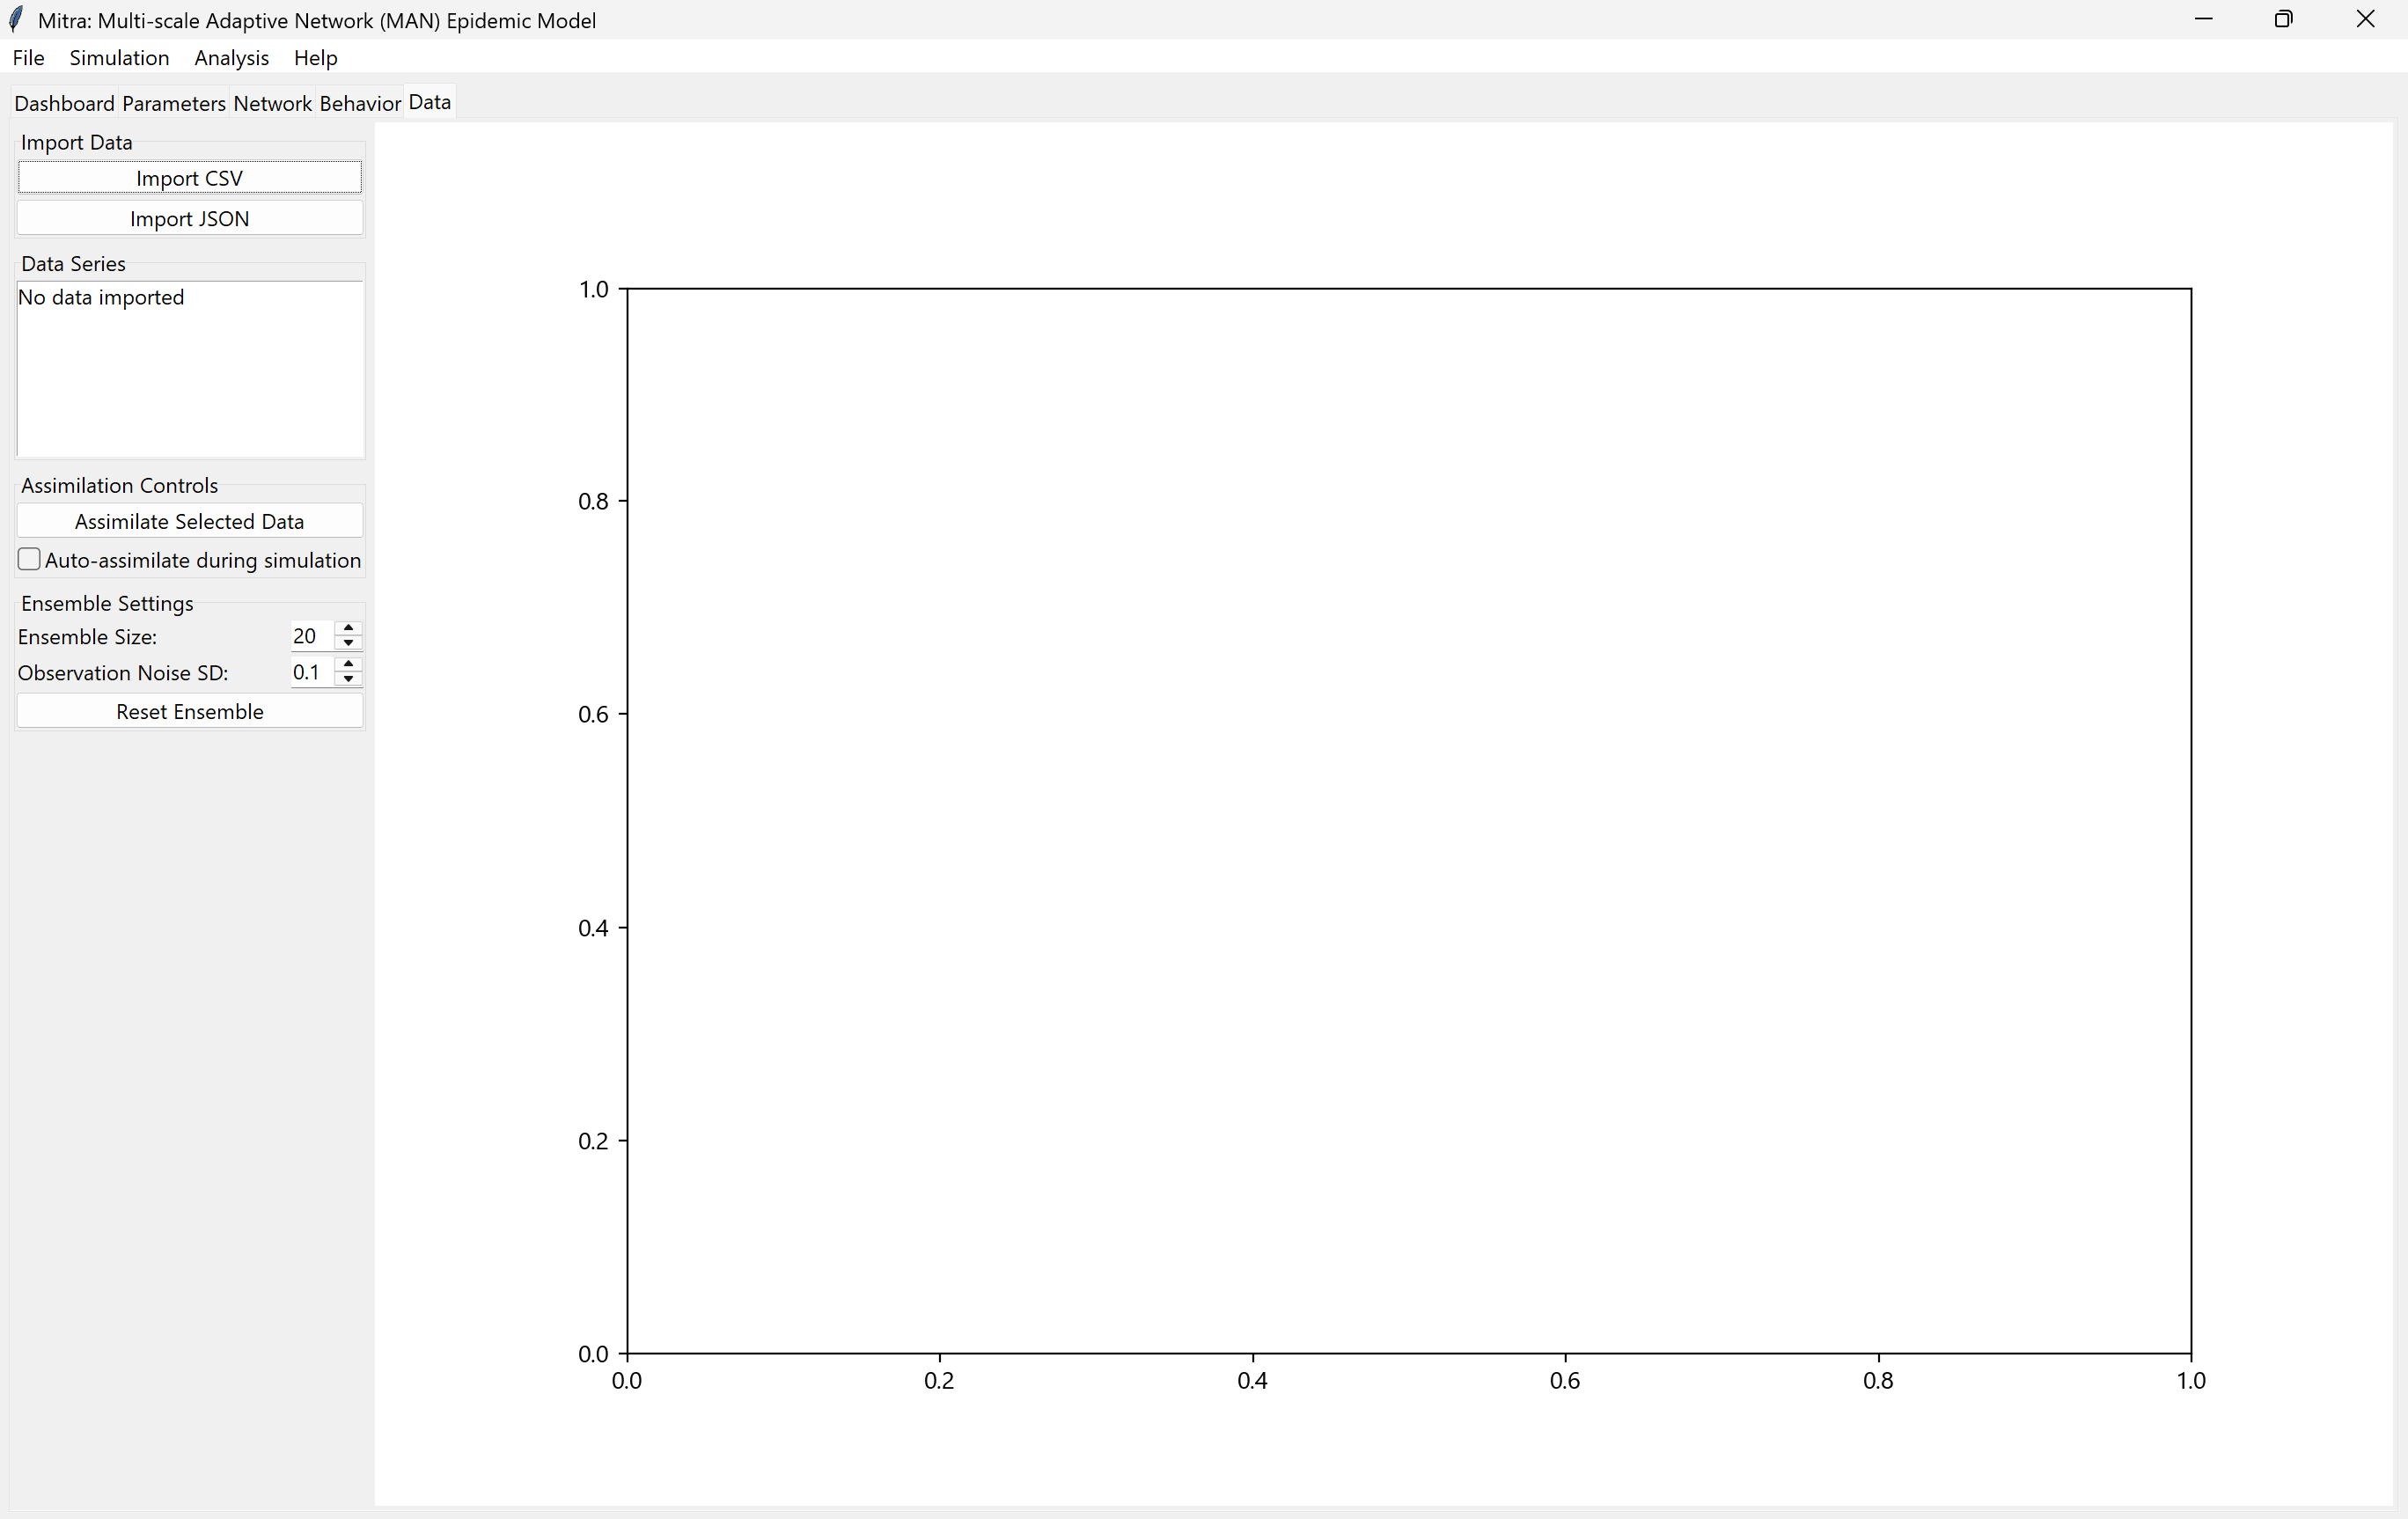 Mitra: Multi-scale Adaptive Network (MAN) Epidemic Model
File Simulation Analysis Help
Dashboard Parameters Network Behavior Data
Import Data
Import CSV
Import JSON
Data Series
No data imported
Assimilation Controls
Assimilate Selected Data
Auto-assimilate during simulation
Ensemble Settings
Ensemble Size: 20
Observation Noise SD: 0.1
Reset Ensemble
1.0
0.8
0.6
0.4
0.2
0.0
0.0 0.2 0.4 0.6 0.8 1.0